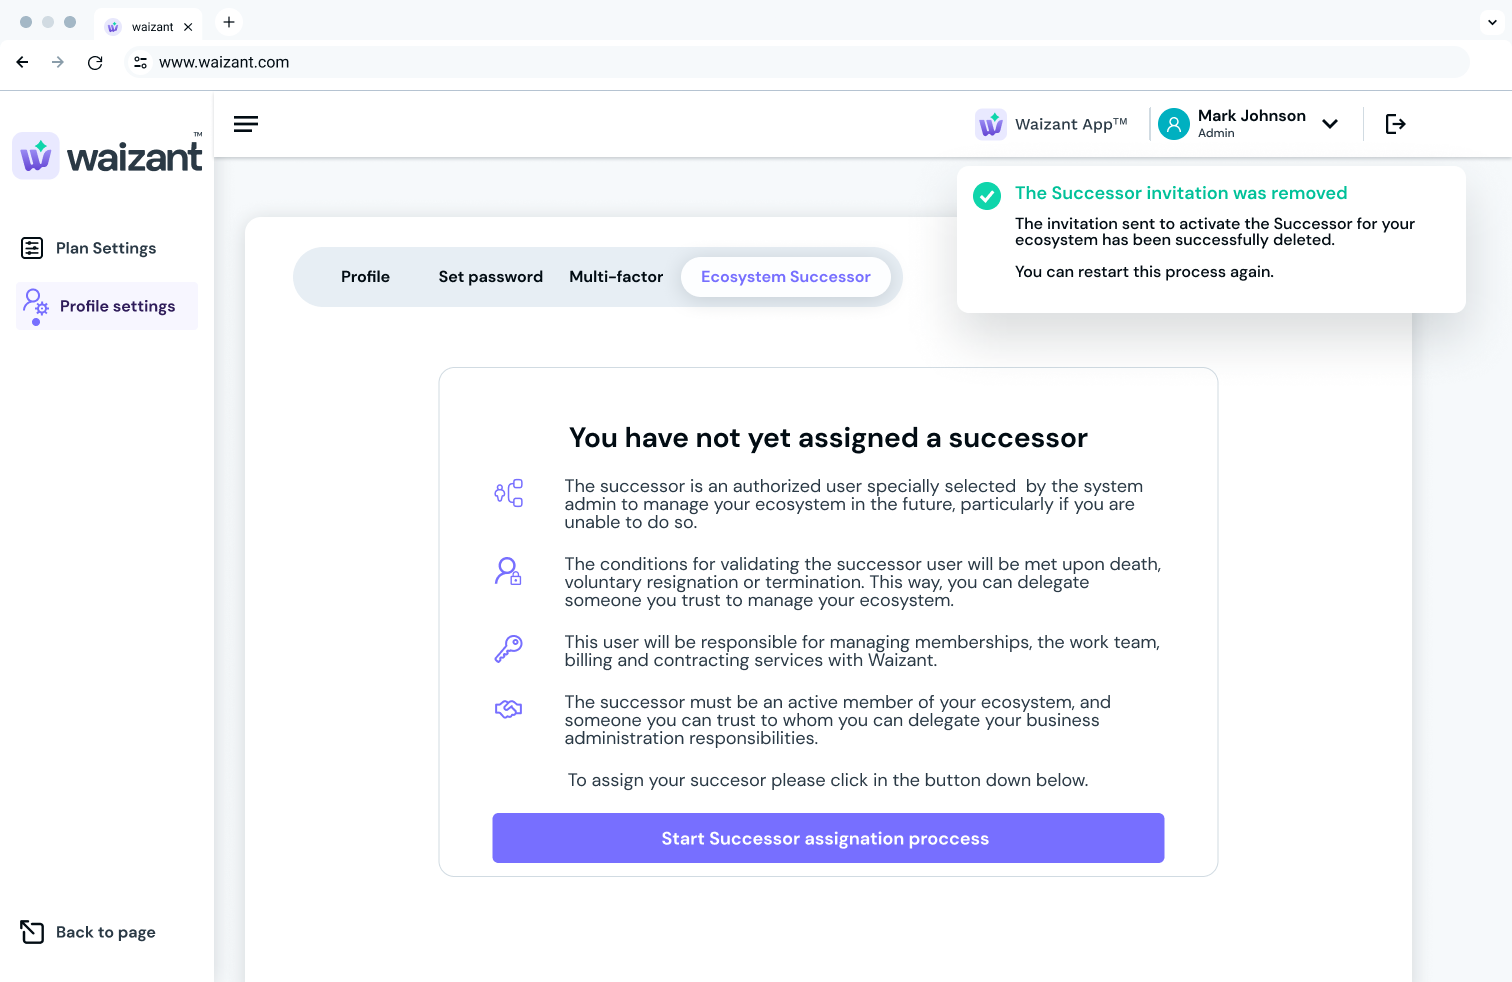 waizant
www.waizant.com
waizant™
Waizant App™
Mark Johnson
Admin
The Successor invitation was removed
The invitation sent to activate the Successor for your
ecosystem has been successfully deleted.
You can restart this process again.
Plan Settings
Profile settings
Profile
Set password
Multi-factor
Ecosystem Successor
You have not yet assigned a successor
The successor is an authorized user specially selected  by the system
admin to manage your ecosystem in the future, particularly if you are
unable to do so.
The conditions for validating the successor user will be met upon death,
voluntary resignation or termination. This way, you can delegate
someone you trust to manage your ecosystem.
This user will be responsible for managing memberships, the work team,
billing and contracting services with Waizant.
The successor must be an active member of your ecosystem, and
someone you can trust to whom you can delegate your business
administration responsibilities.
To assign your succesor please click in the button down below.
Start Successor assignation proccess
Back to page